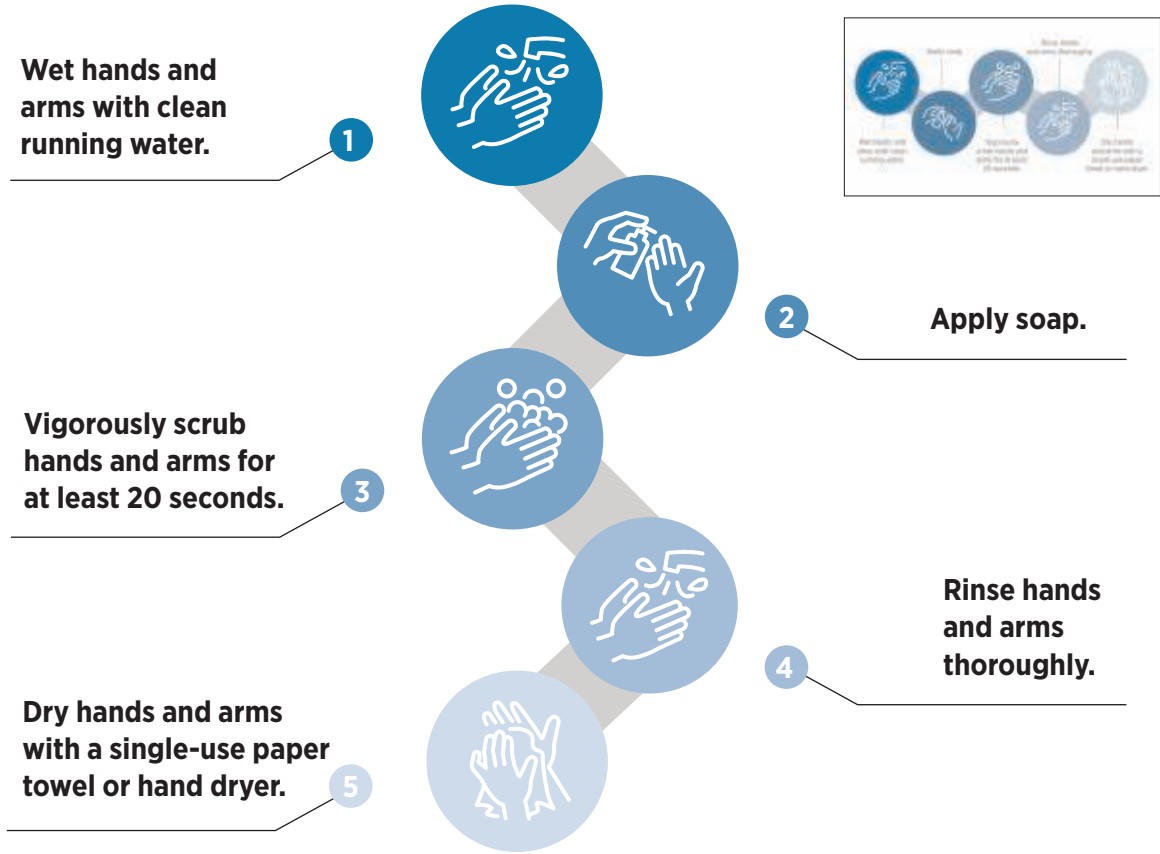 Wet hands and
arms with clean
running water.
1
2
Apply soap.
Vigorously scrub
hands and arms for
at least 20 seconds.
3
Rinse hands
and arms
thoroughly.
4
Dry hands and arms
with a single-use paper
towel or hand dryer.
5